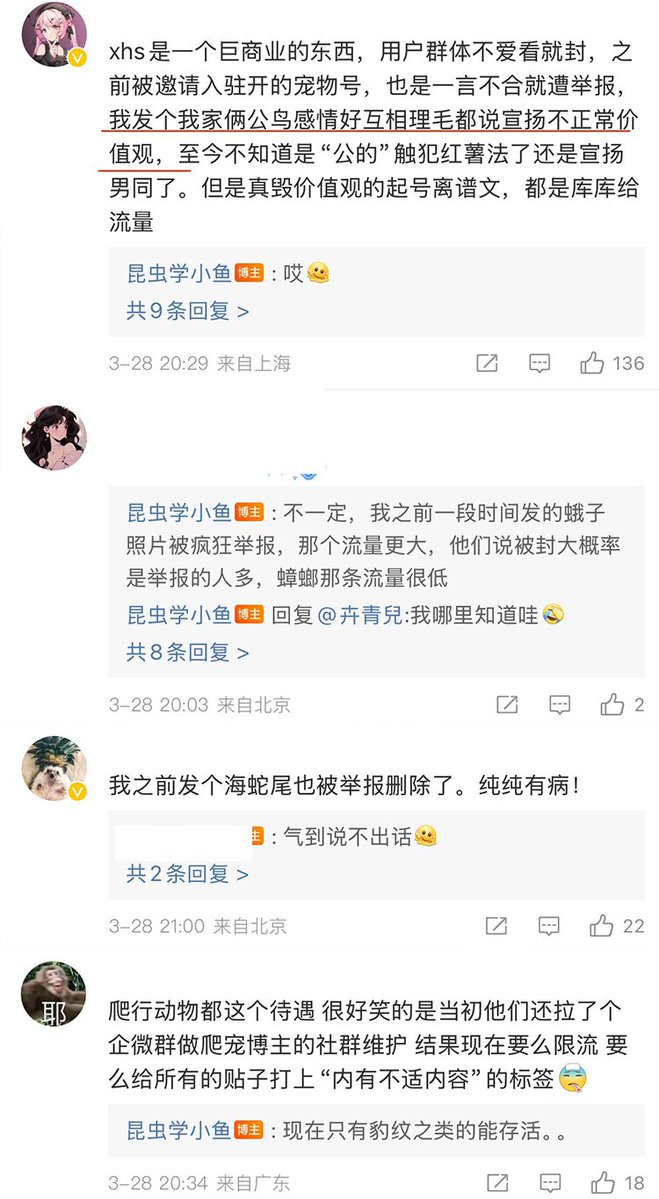 xhs是一个巨商业的东西，用户群体不爱看就封，之
前被邀请入驻开的宠物号，也是一言不合就遭举报，
我发个我家俩公鸟感情好互相理毛都说宣扬不正常价
值观，至今不知道是“公的”触犯红薯法了还是宣扬
男同了。但是真毁价值观的起号离谱文，都是库库给
流量
昆虫学小鱼 博主：哎
共9条回复 >
3-28 20:29 来自上海
136
昆虫学小鱼 博主：不一定，我之前一段时间发的蛾子
照片被疯狂举报，那个流量更大，他们说被封大概率
是举报的人多，蟑螂那条流量很低
昆虫学小鱼 博主 回复@卉青兒:我哪里知道哇
共8条回复 >
3-28 20:03 来自北京
2
我之前发个海蛇尾也被举报删除了。纯纯有病！
主：气到说不出话
共2条回复 >
3-28 21:00 来自北京
22
耶
爬行动物都这个待遇 很好笑的是当初他们还拉了个
企微群做爬宠博主的社群维护 结果现在要么限流 要
么给所有的贴子打上“内有不适内容”的标签
昆虫学小鱼 博主：现在只有豹纹之类的能存活。。
3-28 20:34 来自广东
18